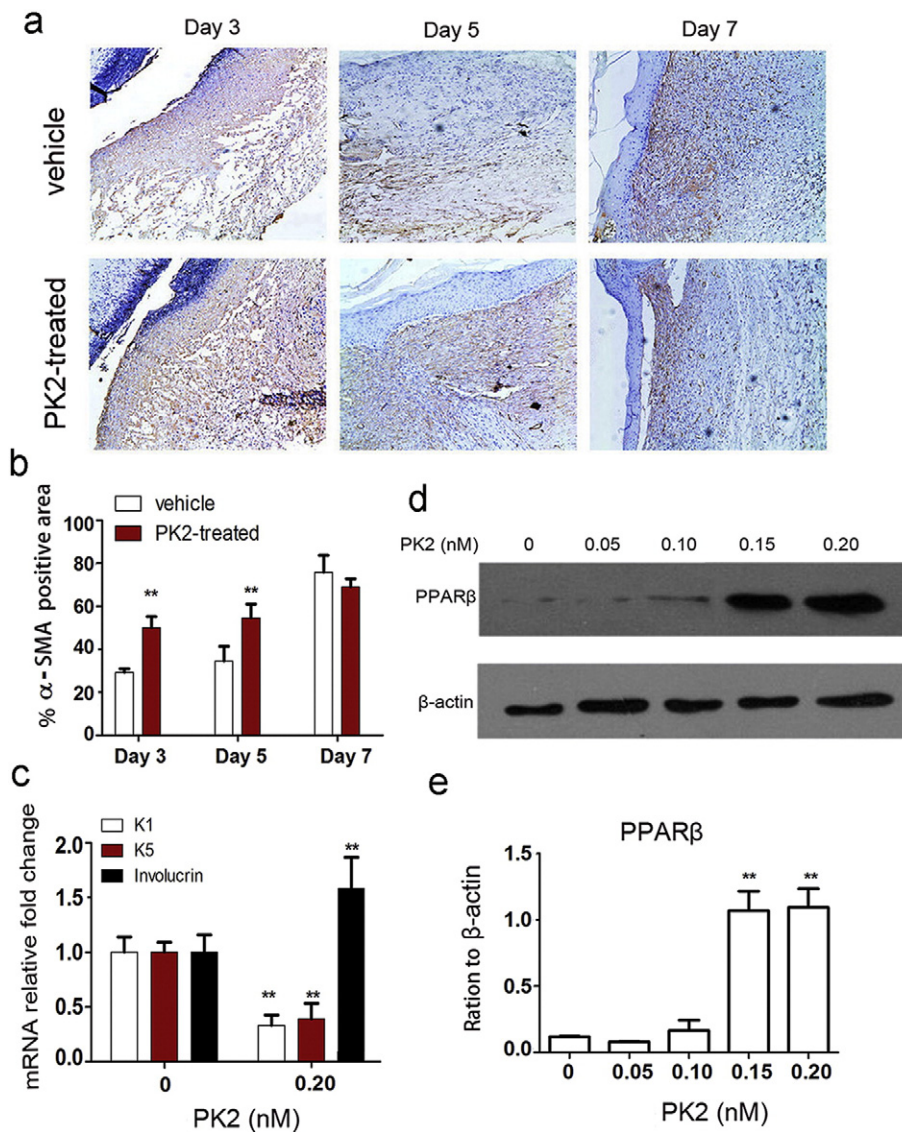 a
Day 3 Day 5 Day 7
vehicle
PK2-treated
b
vehicle
PK2-treated
% α- SMA positive area
100
80
60
40
20
0
** **
Day 3 Day 5 Day 7
c
K1
K5
Involucrin
mRNA relative fold change
2.0
1.5
1.0
0.5
0.0
** ** **
0 0.20
PK2 (nM)
d
PK2 (nM) 0 0.05 0.10 0.15 0.20
PPARβ
β-actin
e
PPARβ
Ration to β-actin
1.5
1.0
0.5
0.0
** **
0 0.05 0.10 0.15 0.20
PK2 (nM)